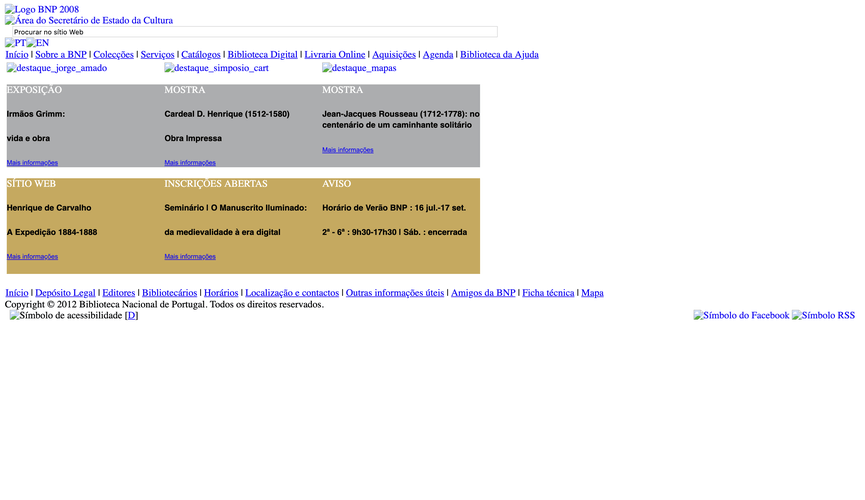 Logo BNP 2008
Área do Secretário de Estado da Cultura
Procurar no sítio Web
PT EN
Início | Sobre a BNP | Colecções | Serviços | Catálogos | Biblioteca Digital | Livraria Online | Aquisições | Agenda | Biblioteca da Ajuda
destaque_jorge_amado destaque_simposio_cart destaque_mapas
EXPOSIÇÃO
Irmãos Grimm:
vida e obra
Mais informações
MOSTRA
Cardeal D. Henrique (1512-1580)
Obra Impressa
Mais informações
MOSTRA
Jean-Jacques Rousseau (1712-1778): no
centenário de um caminhante solitário
Mais informações
SÍTIO WEB
Henrique de Carvalho
A Expedição 1884-1888
Mais informações
INSCRIÇÕES ABERTAS
Seminário | O Manuscrito Iluminado:
da medievalidade à era digital
Mais informações
AVISO
Horário de Verão BNP : 16 jul.-17 set.
2ª - 6ª : 9h30-17h30 | Sáb. : encerrada
Início | Depósito Legal | Editores | Bibliotecários | Horários | Localização e contactos | Outras informações úteis | Amigos da BNP | Ficha técnica | Mapa
Copyright © 2012 Biblioteca Nacional de Portugal. Todos os direitos reservados.
Símbolo de acessibilidade [D] Símbolo do Facebook Símbolo RSS